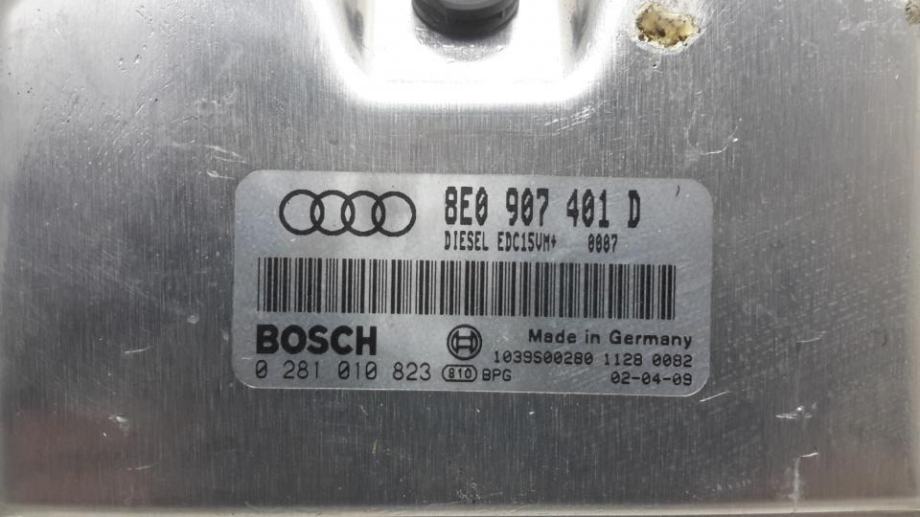 8E0 907 401 D
DIESEL EDC15VM+ 0007
BOSCH
Made in Germany
1039S00280 1128 0082
0 281 010 823 810 BPG 02-04-09